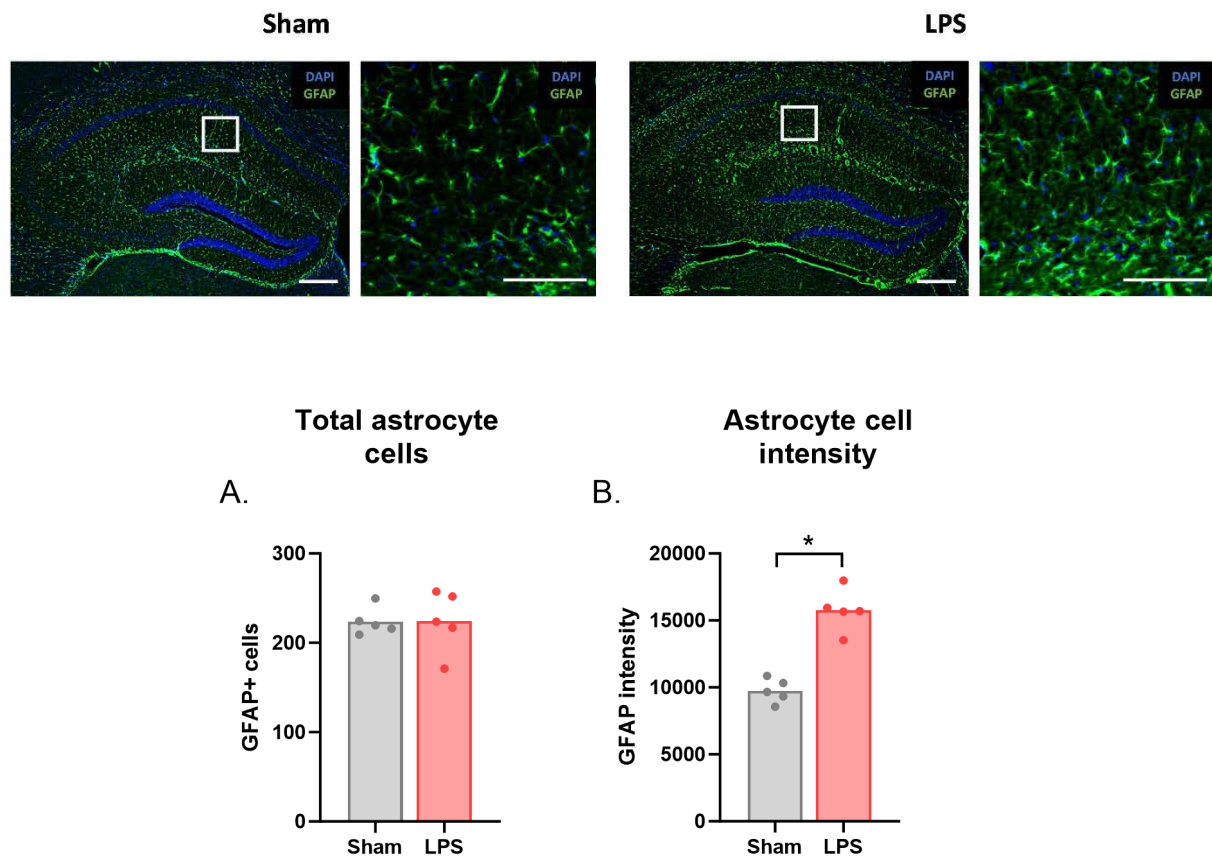 Sham
LPS
DAPI
GFAP
DAPI
GFAP
DAPI
GFAP
DAPI
GFAP
Total astrocyte
cells
Astrocyte cell
intensity
A.
B.
GFAP+ cells
300
200
100
0
Sham
LPS
GFAP intensity
20000
15000
10000
5000
0
*
Sham
LPS